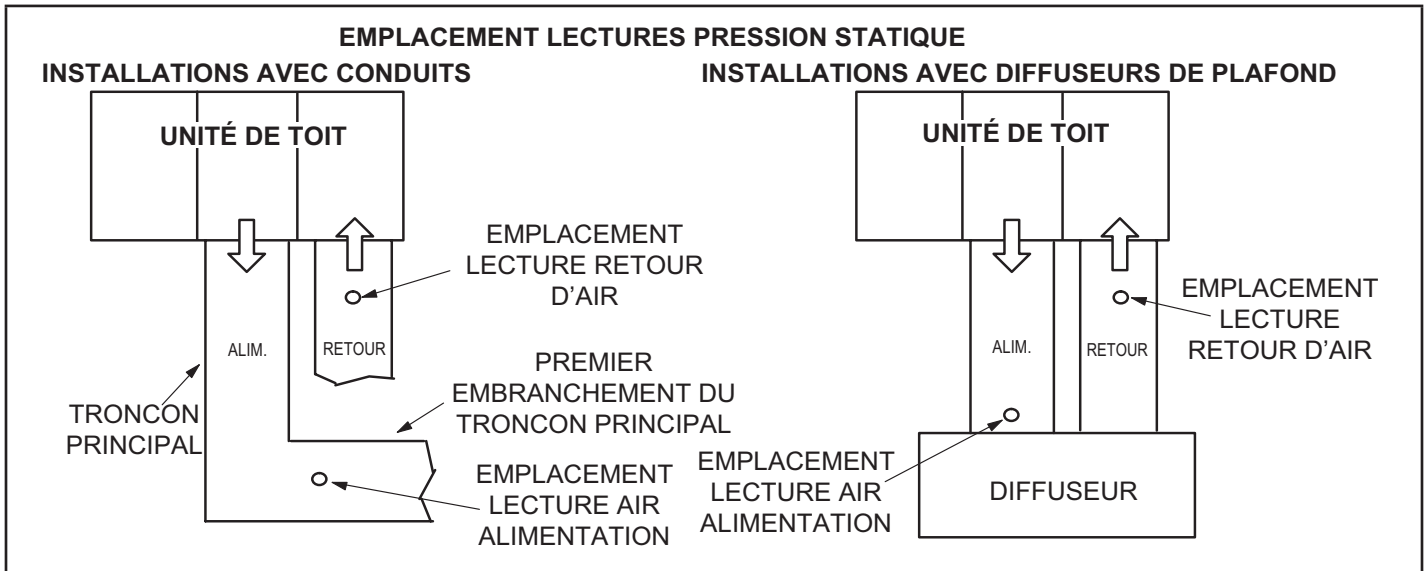 EMPLACEMENT LECTURES PRESSION STATIQUE
INSTALLATIONS AVEC CONDUITS
UNITÉ DE TOIT
EMPLACEMENT
LECTURE RETOUR
D’AIR
ALIM.
RETOUR
PREMIER
EMBRANCHEMENT DU
TRONCON PRINCIPAL
TRONCON
PRINCIPAL
EMPLACEMENT
LECTURE AIR
ALIMENTATION
INSTALLATIONS AVEC DIFFUSEURS DE PLAFOND
UNITÉ DE TOIT
EMPLACEMENT
LECTURE
RETOUR D’AIR
ALIM.
RETOUR
EMPLACEMENT
LECTURE AIR
ALIMENTATION
DIFFUSEUR